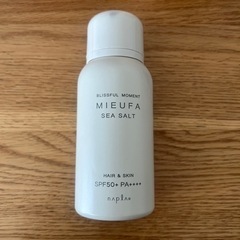 BLISSFUL MOMENT
MIEUFA
SEA SALT
HAIR & SKIN
SPF50+ PA++++
napla